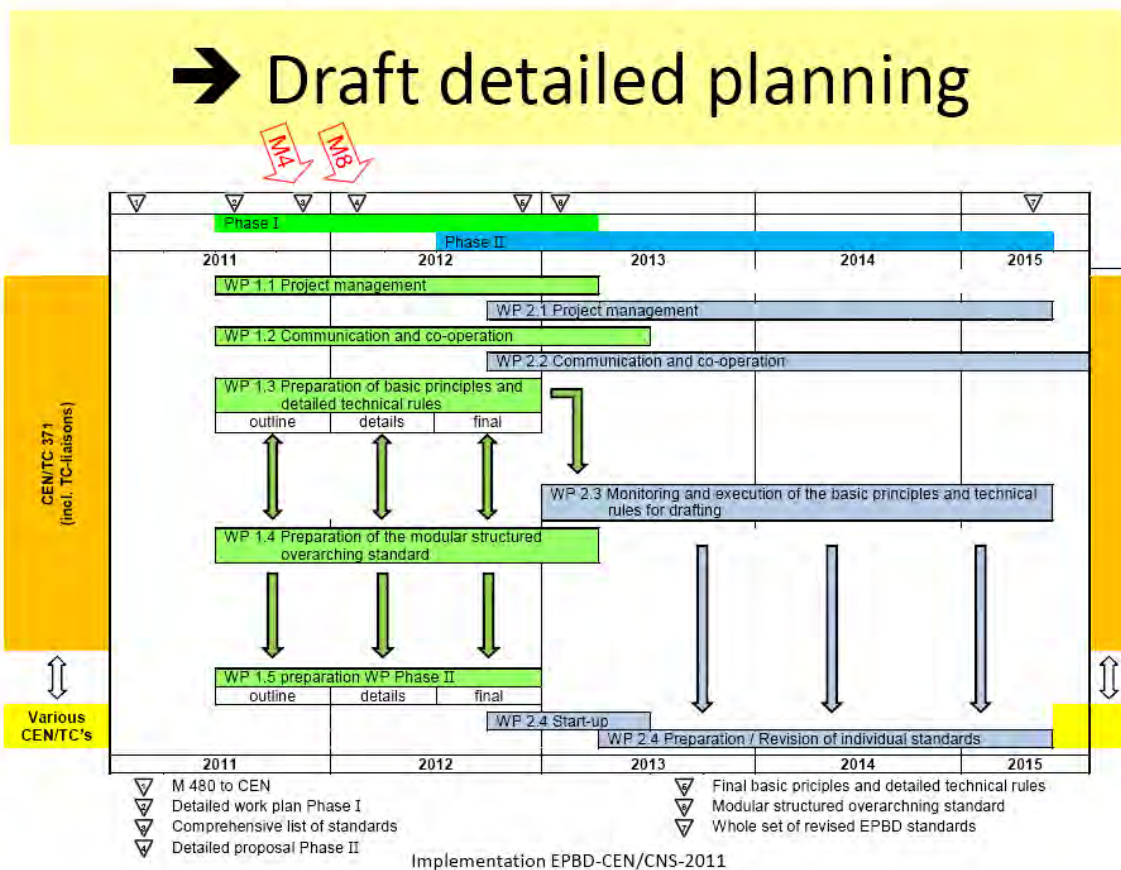 ➔ Draft detailed planning
M4
M8
1
2
3
4
5
6
7
Phase I
Phase II
2011
2012
2013
2014
2015
CEN/TC 371
(incl. TC-liaisons)
WP 1.1 Project management
WP 2.1 Project management
WP 1.2 Communication and co-operation
WP 2.2 Communication and co-operation
WP 1.3 Preparation of basic principles and
detailed technical rules
outline
details
final
WP 2.3 Monitoring and execution of the basic principles and technical
rules for drafting
WP 1.4 Preparation of the modular structured
overarching standard
WP 1.5 preparation WP Phase II
outline
details
final
Various
CEN/TC's
WP 2.4 Start-up
WP 2.4 Preparation / Revision of individual standards
2011
2012
2013
2014
2015
1 M 480 to CEN
2 Detailed work plan Phase I
3 Comprehensive list of standards
4 Detailed proposal Phase II
5 Final basic priciples and detailed technical rules
6 Modular structured overarchning standard
7 Whole set of revised EPBD standards
Implementation EPBD-CEN/CNS-2011